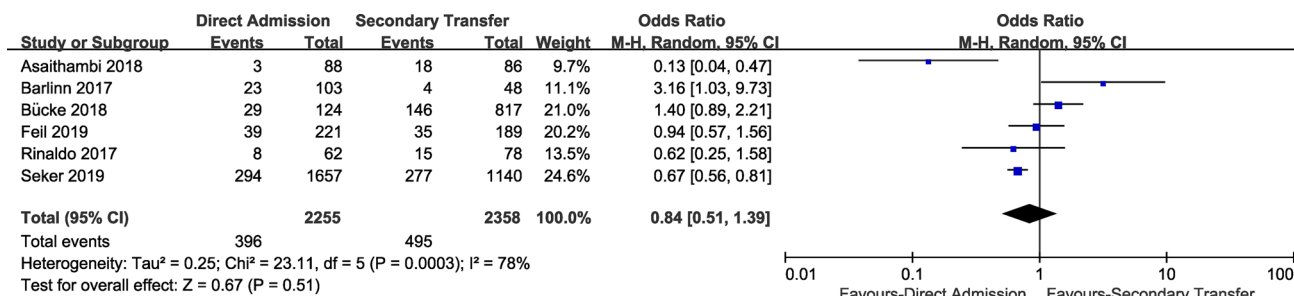 Direct Admission Secondary Transfer Odds Ratio Odds Ratio
Study or Subgroup Events Total Events Total Weight M-H, Random, 95% CI M-H, Random, 95% CI
Asaithambi 2018 3 88 18 86 9.7% 0.13 [0.04, 0.47]
Barlinn 2017 23 103 4 48 11.1% 3.16 [1.03, 9.73]
Bücke 2018 29 124 146 817 21.0% 1.40 [0.89, 2.21]
Feil 2019 39 221 35 189 20.2% 0.94 [0.57, 1.56]
Rinaldo 2017 8 62 15 78 13.5% 0.62 [0.25, 1.58]
Seker 2019 294 1657 277 1140 24.6% 0.67 [0.56, 0.81]
Total (95% CI) 2255 2358 100.0% 0.84 [0.51, 1.39]
Total events 396 495
Heterogeneity: Tau² = 0.25; Chi² = 23.11, df = 5 (P = 0.0003); I² = 78%
Test for overall effect: Z = 0.67 (P = 0.51)
0.01 0.1 1 10 100
Favours-Direct Admission Favours-Secondary Transfer